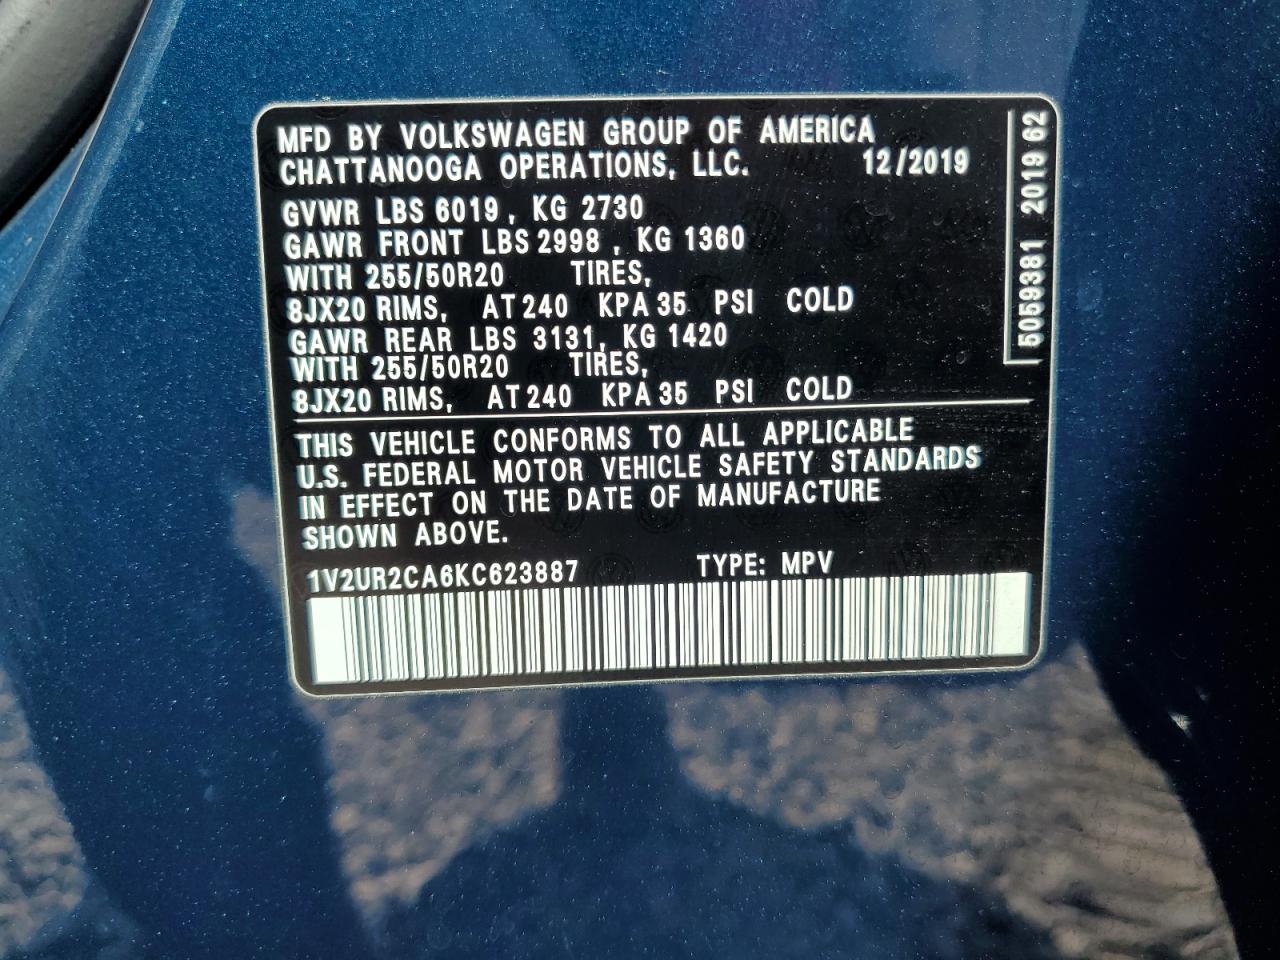 MFD BY VOLKSWAGEN GROUP OF AMERICA
CHATTANOOGA OPERATIONS, LLC. 12/2019
GVWR LBS 6019, KG 2730
GAWR FRONT LBS 2998, KG 1360
WITH 255/50R20 TIRES,
8JX20 RIMS, AT 240 KPA 35 PSI COLD
GAWR REAR LBS 3131, KG 1420
WITH 255/50R20 TIRES,
8JX20 RIMS, AT 240 KPA 35 PSI COLD
THIS VEHICLE CONFORMS TO ALL APPLICABLE
U.S. FEDERAL MOTOR VEHICLE SAFETY STANDARDS
IN EFFECT ON THE DATE OF MANUFACTURE
SHOWN ABOVE.
1V2UR2CA6KC623887 TYPE: MPV
5059381 2019 62